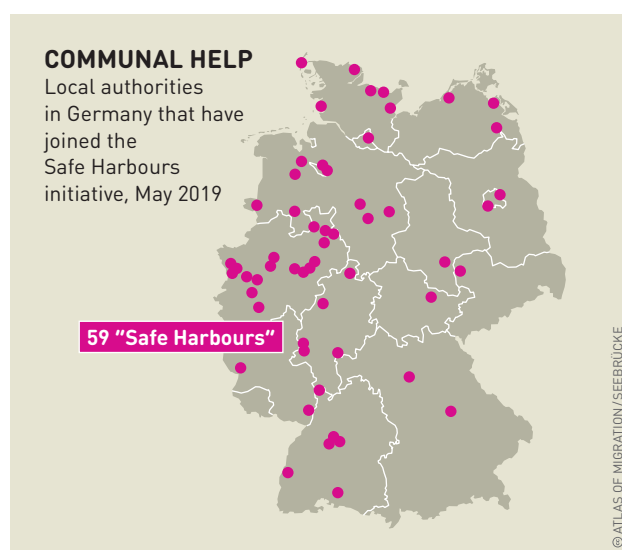 COMMUNAL HELP
Local authorities
in Germany that have
joined the
Safe Harbours
initiative, May 2019
59 ″Safe Harbours″
© ATLAS OF MIGRATION / SEEBRÜCKE